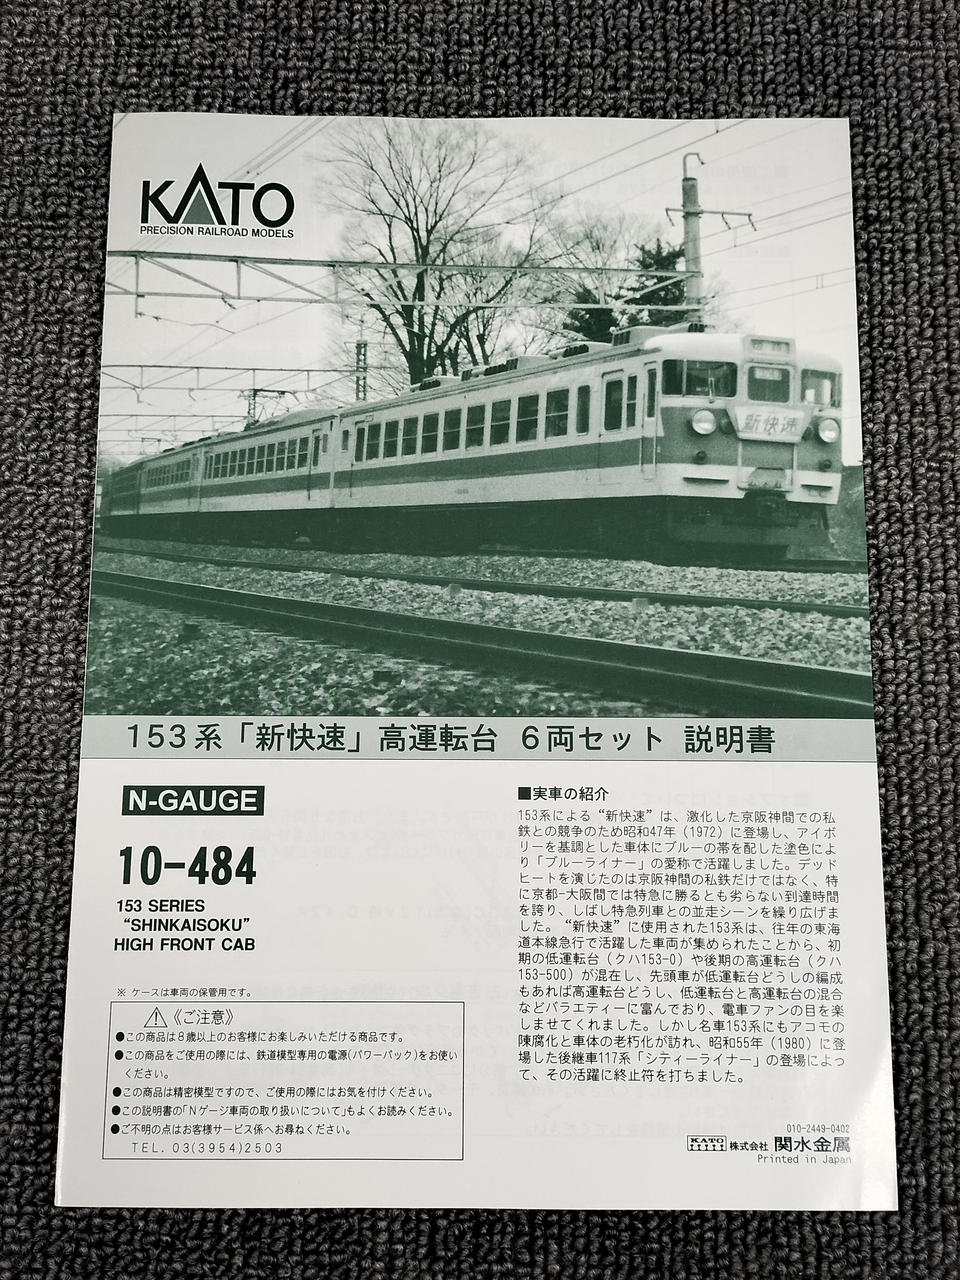 KATO
PRECISION RAILROAD MODELS
新快速
153系「新快速」高運転台 6両セット 説明書
N-GAUGE
10-484
153 SERIES
“SHINKAISOKU”
HIGH FRONT CAB
※ ケースは車両の保管用です。
⚠《ご注意》
●この商品は8歳以上のお客様にお楽しみいただける商品です。
●この商品をご使用の際には、鉄道模型専用の電源(パワーパック)をお使い
ください。
●この商品は精密模型ですので、ご使用の際にはお気を付けください。
●この説明書の「Nゲージ車両の取り扱いについて」もよくお読みください。
●ご不明の点はお客様サービス係へお尋ねください。
TEL. 03(3954)2503
■実車の紹介
153系による“新快速”は、激化した京阪神間での私
鉄との競争のため昭和47年（1972）に登場し、アイボ
リーを基調とした車体にブルーの帯を配した塗色によ
り「ブルーライナー」の愛称で活躍しました。デッド
ヒートを演じたのは京阪神間の私鉄だけではなく、特
に京都-大阪間では特急に勝るとも劣らない到達時間
を誇り、しばし特急列車との並走シーンを繰り広げま
した。“新快速”に使用された153系は、往年の東海
道本線急行で活躍した車両が集められたことから、初
期の低運転台（クハ153-0）や後期の高運転台（クハ
153-500）が混在し、先頭車が低運転台どうしの編成
もあれば高運転台どうし、低運転台と高運転台の混合
などバラエティーに富んでおり、電車ファンの目を楽
しませてくれました。しかし名車153系にもアコモの
陳腐化と車体の老朽化が訪れ、昭和55年（1980）に登
場した後継車117系「シティーライナー」の登場によっ
て、その活躍に終止符を打ちました。
010-2449-0402
KATO 株式会社 関水金属
Printed in Japan